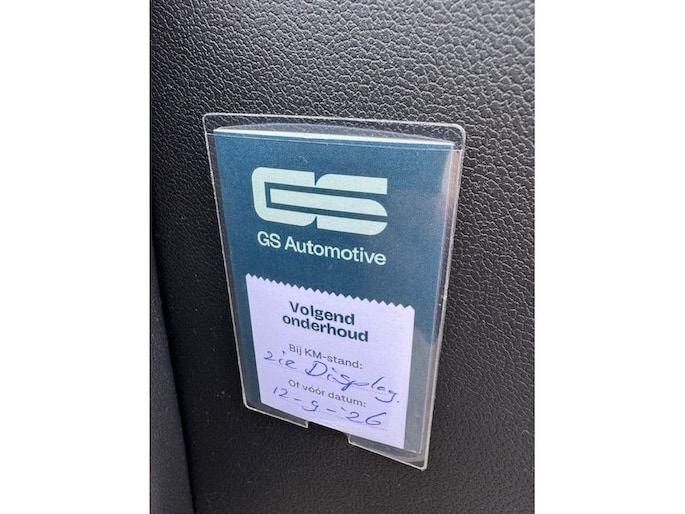 GS
GS Automotive
Volgend
onderhoud
Bij KM-stand:
zie Display.
Of vóór datum:
12-9-'26